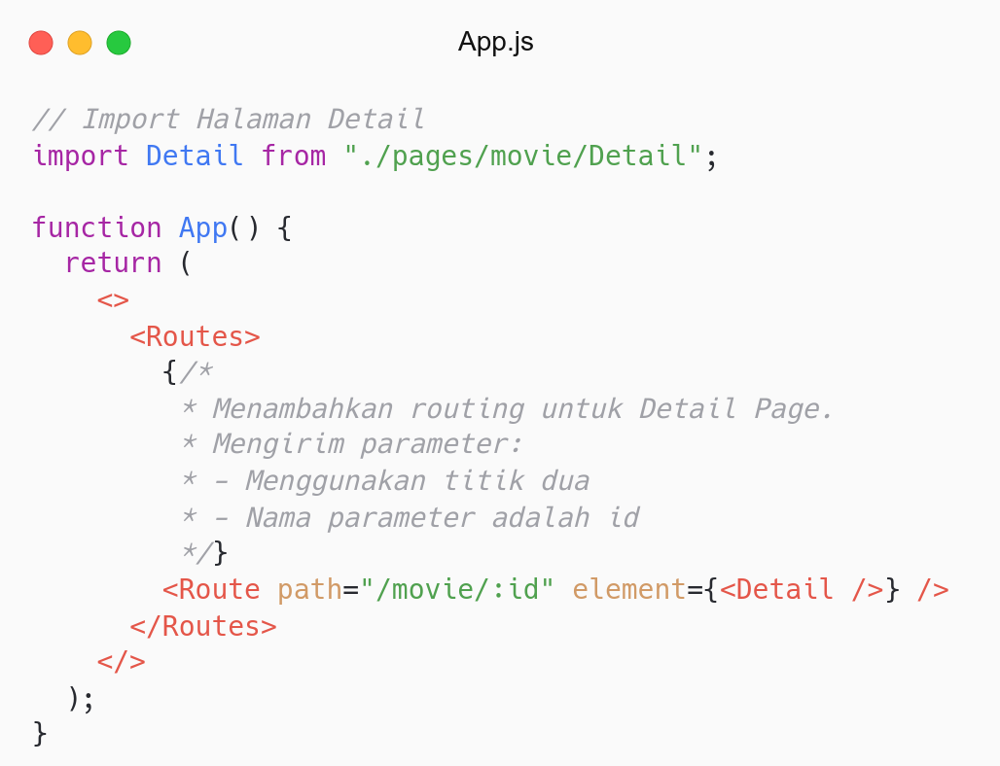 App.js
// Import Halaman Detail
import Detail from "./pages/movie/Detail";
function App() {
  return (
    <>
      <Routes>
        {/*
         * Menambahkan routing untuk Detail Page.
         * Mengirim parameter:
         * - Menggunakan titik dua
         * - Nama parameter adalah id
         */}
        <Route path="/movie/:id" element={<Detail />} />
      </Routes>
    </>
  );
}